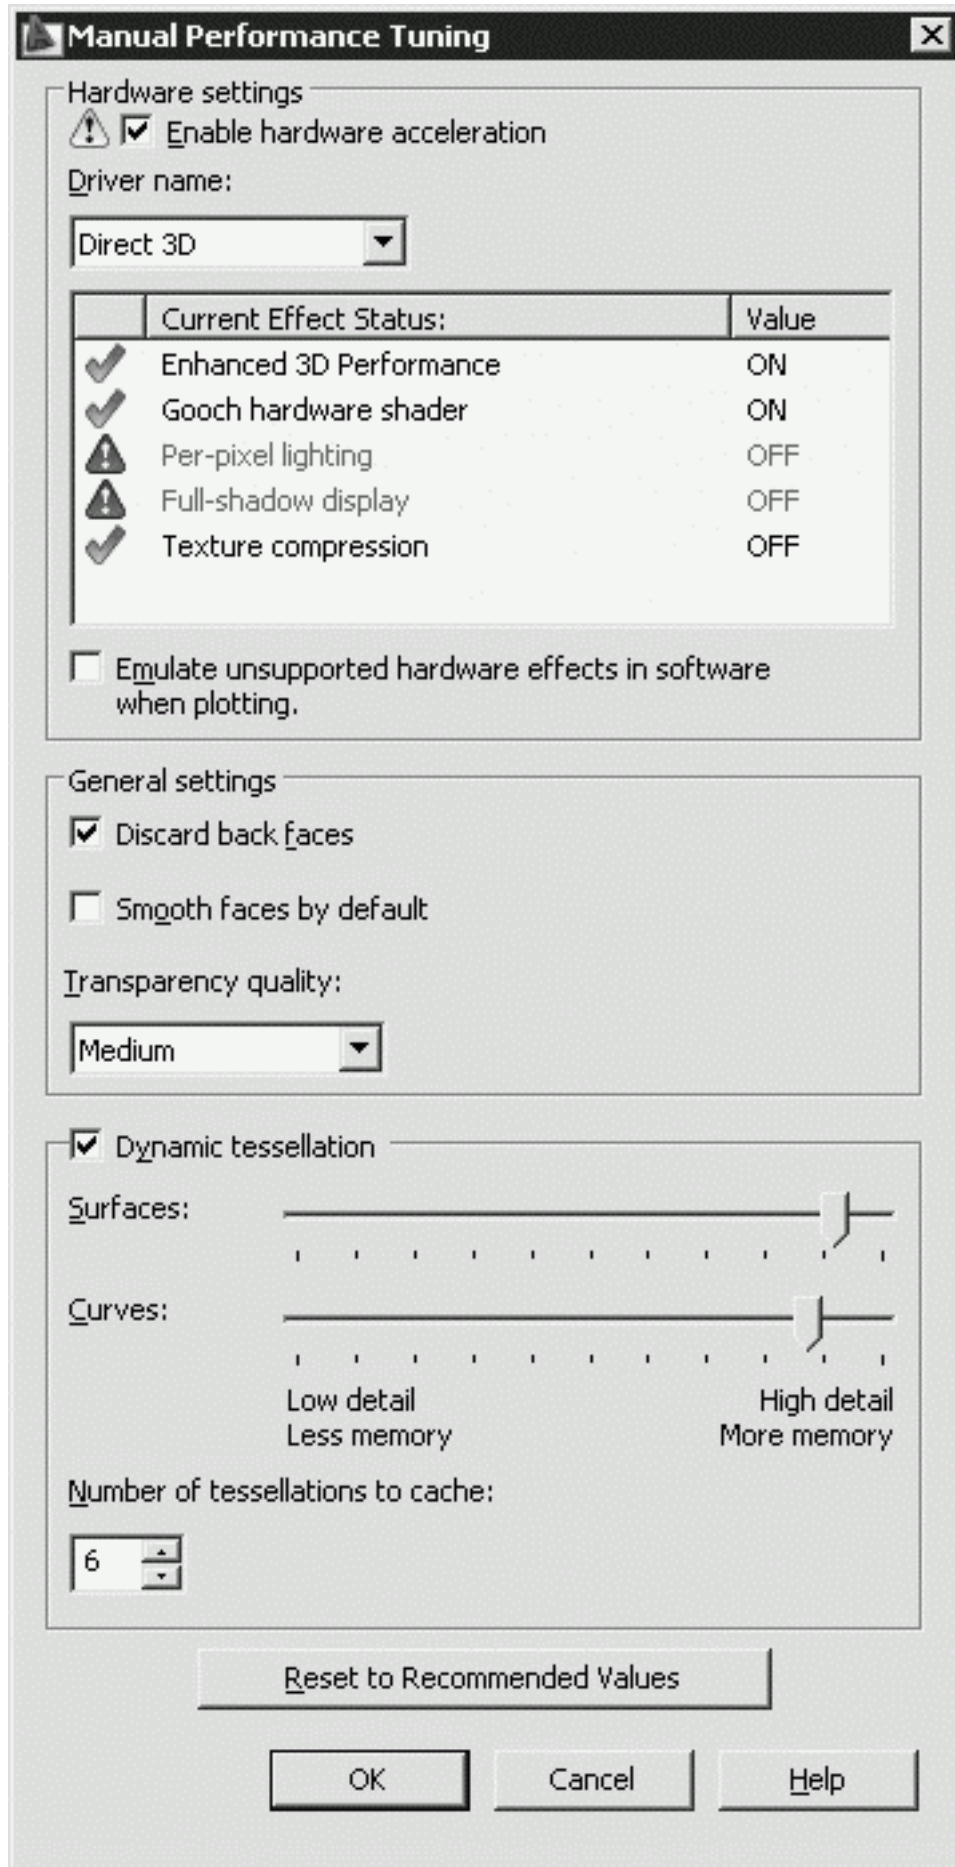 Manual Performance Tuning
Hardware settings
Enable hardware acceleration
Driver name:
Direct 3D
Current Effect Status: Value
Enhanced 3D Performance ON
Gooch hardware shader ON
Per-pixel lighting OFF
Full-shadow display OFF
Texture compression OFF
Emulate unsupported hardware effects in software
when plotting.
General settings
Discard back faces
Smooth faces by default
Transparency quality:
Medium
Dynamic tessellation
Surfaces:
Curves:
Low detail High detail
Less memory More memory
Number of tessellations to cache:
6
Reset to Recommended Values
OK Cancel Help